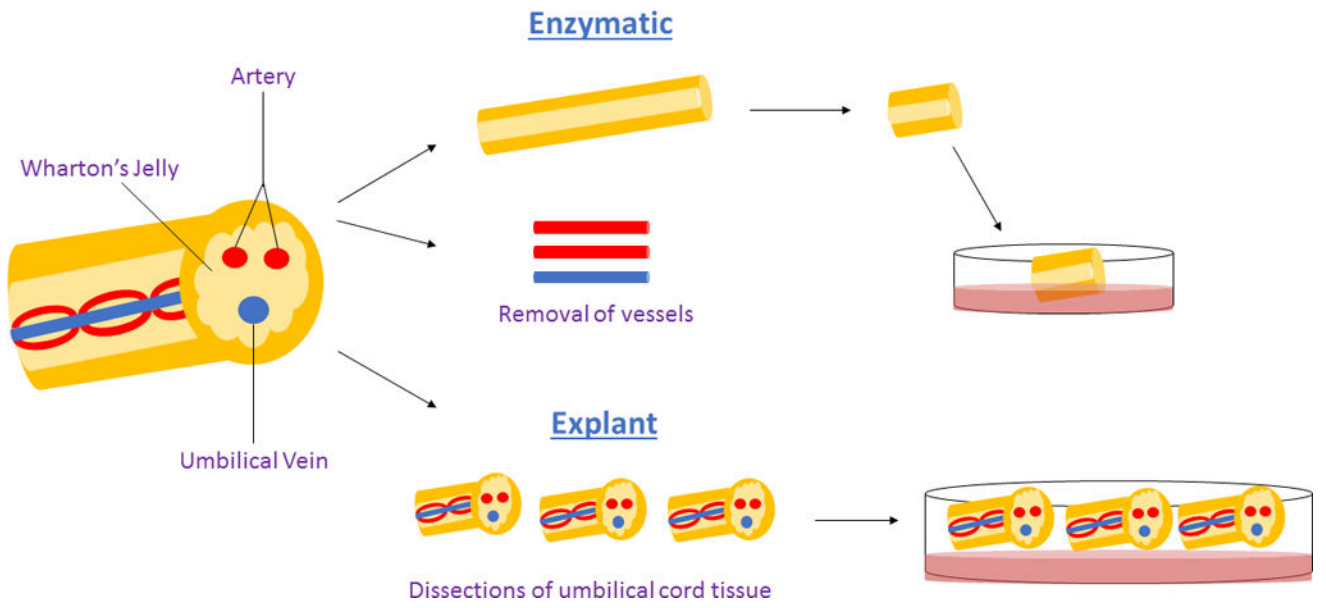 Enzymatic
Artery
Wharton's Jelly
Removal of vessels
Umbilical Vein
Explant
Dissections of umbilical cord tissue